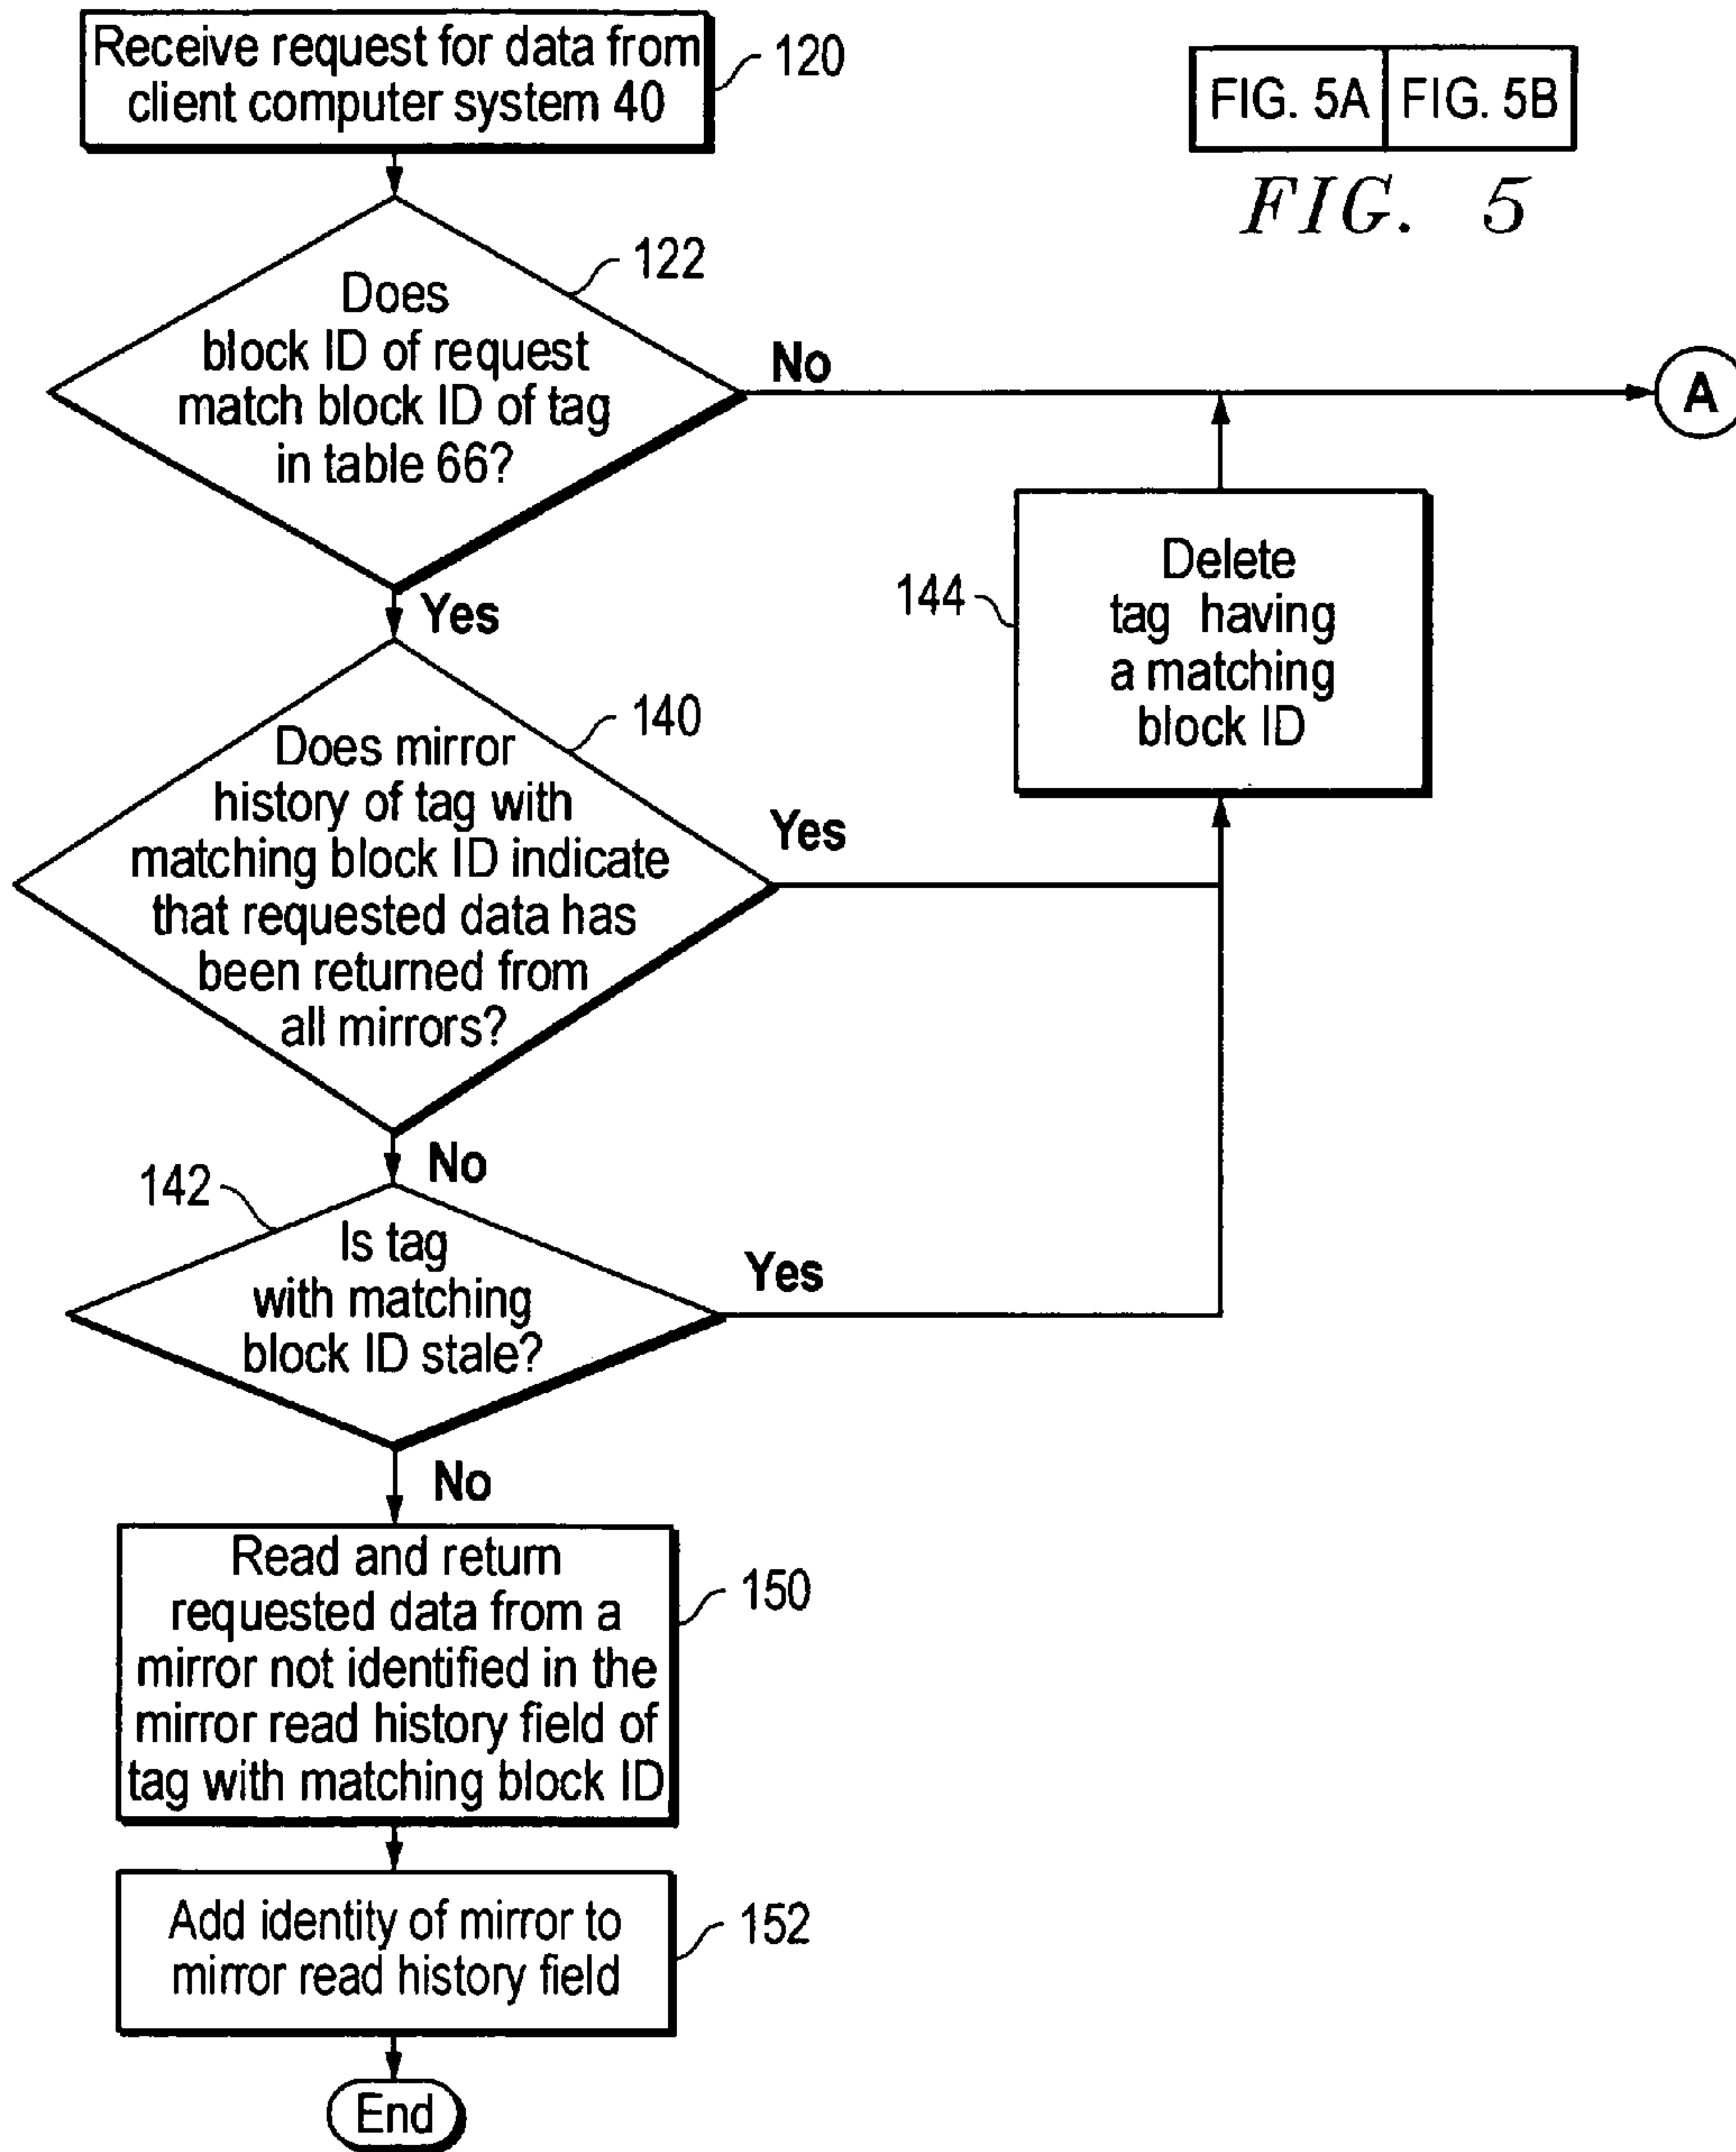 Receive request for data from
client computer system 40
120
FIG. 5A
FIG. 5B
FIG. 5
122
Does
block ID of request
match block ID of tag
in table 66?
No
A
Yes
144
Delete
tag having
a matching
block ID
140
Does mirror
history of tag with
matching block ID indicate
that requested data has
been returned from
all mirrors?
Yes
No
142
Is tag
with matching
block ID stale?
Yes
No
Read and return
requested data from a
mirror not identified in the
mirror read history field of
tag with matching block ID
150
Add identity of mirror to
mirror read history field
152
End